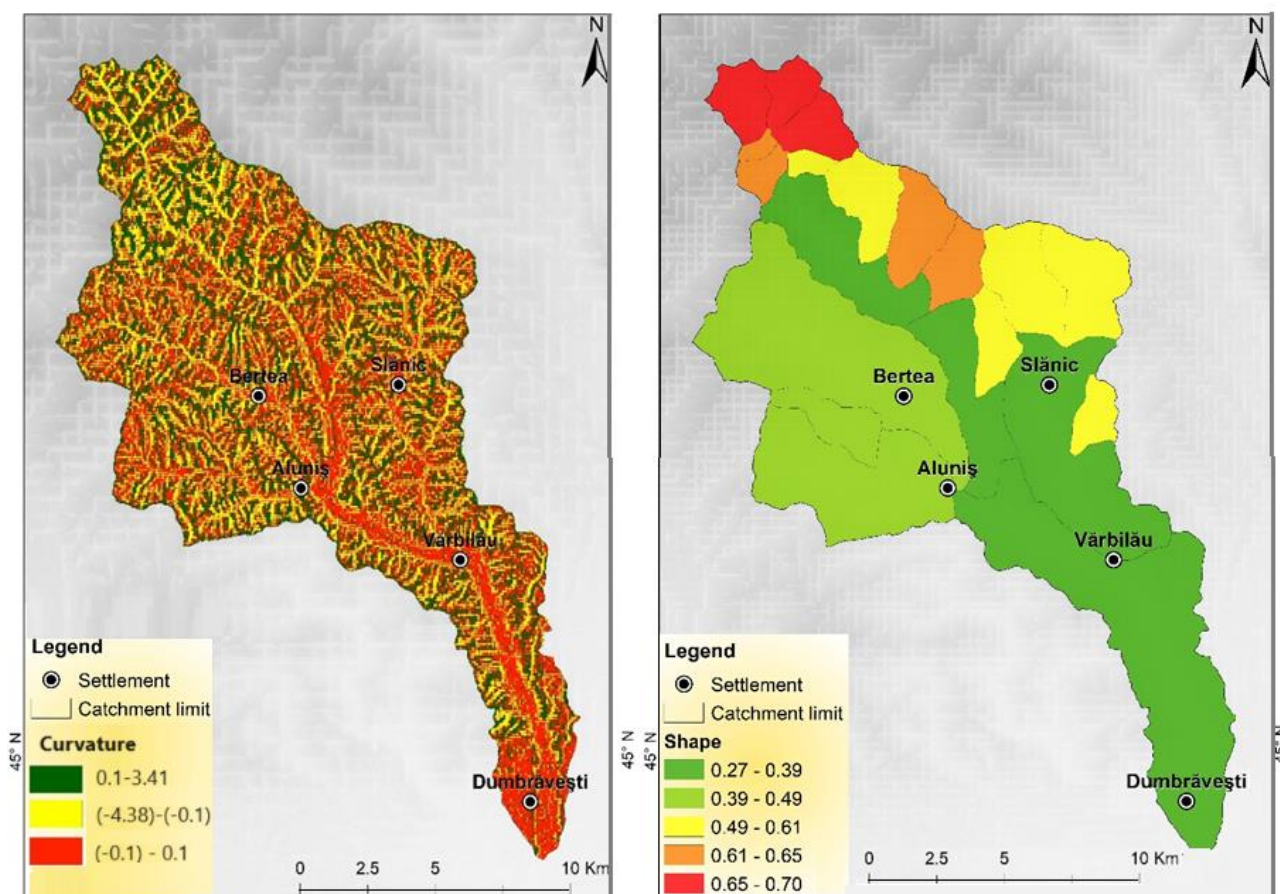 N
Bertea
Slănic
Aluniş
Vărbilău
Dumbrăveşti
Legend
Settlement
Catchment limit
Curvature
0.1-3.41
(-4.38)-(-0.1)
(-0.1) - 0.1
45° N
45° N
0 5 10 Km
2.5
N
Bertea
Slănic
Aluniş
Vărbilău
Dumbrăveşti
Legend
Settlement
Catchment limit
Shape
0.27 - 0.39
0.39 - 0.49
0.49 - 0.61
0.61 - 0.65
0.65 - 0.70
45° N
45° N
0 2.5 5 10 Km